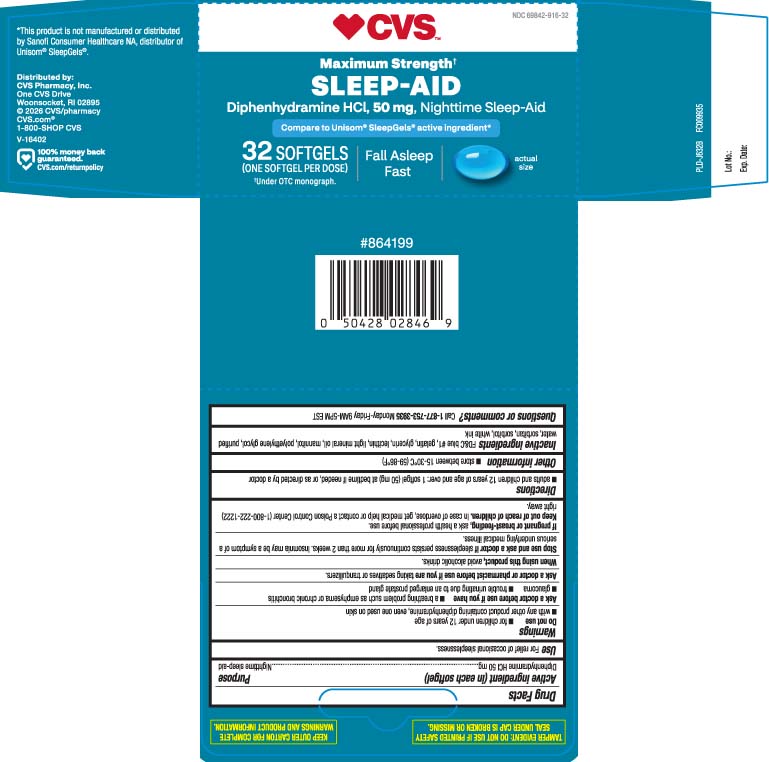 *This product is not manufactured or distributed
by Sanofi Consumer Healthcare NA, distributor of
Unisom® SleepGels®.
Distributed by:
CVS Pharmacy, Inc.
One CVS Drive
Woonsocket, RI 02895
© 2026 CVS/pharmacy
CVS.com®
1-800-SHOP CVS
V-16402
100% money back
guaranteed.
CVS.com/returnpolicy
NDC 69842-916-32
CVS™
Maximum Strength†
SLEEP-AID
Diphenhydramine HCl, 50 mg, Nighttime Sleep-Aid
Compare to Unisom® SleepGels® active ingredient*
32 SOFTGELS
(ONE SOFTGEL PER DOSE)
†Under OTC monograph.
Fall Asleep
Fast
actual
size
PLD-J6328 FC009935
Lot No.:
Exp. Date:
#864199
0 50428 02846 9
TAMPER EVIDENT: DO NOT USE IF PRINTED SAFETY
SEAL UNDER CAP IS BROKEN OR MISSING.
KEEP OUTER CARTON FOR COMPLETE
WARNINGS AND PRODUCT INFORMATION.
Drug Facts
Active ingredient (in each softgel) Purpose
Diphenhydramine HCl 50 mg..........Nighttime sleep-aid
Use For relief of occasional sleeplessness.
Warnings
Do not use ■ for children under 12 years of age
■ with any other product containing diphenhydramine, even one used on skin
Ask a doctor before use if you have ■ a breathing problem such as emphysema or chronic bronchitis
■ glaucoma ■ trouble urinating due to an enlarged prostate gland
Ask a doctor or pharmacist before use if you are taking sedatives or tranquilizers.
When using this product, avoid alcoholic drinks.
Stop use and ask a doctor if sleeplessness persists continuously for more than 2 weeks. Insomnia may be a symptom of a
serious underlying medical illness.
If pregnant or breast-feeding, ask a health professional before use.
Keep out of reach of children. In case of overdose, get medical help or contact a Poison Control Center (1-800-222-1222)
right away.
Directions
■ adults and children 12 years of age and over: 1 softgel (50 mg) at bedtime if needed, or as directed by a doctor
Other information ■ store between 15-30°C (59-86°F)
Inactive ingredients FD&C blue #1, gelatin, glycerin, lecithin, light mineral oil, mannitol, polyethylene glycol, purified
water, sorbitan, sorbitol, white ink
Questions or comments? Call 1-877-753-3935 Monday-Friday 9AM-5PM EST